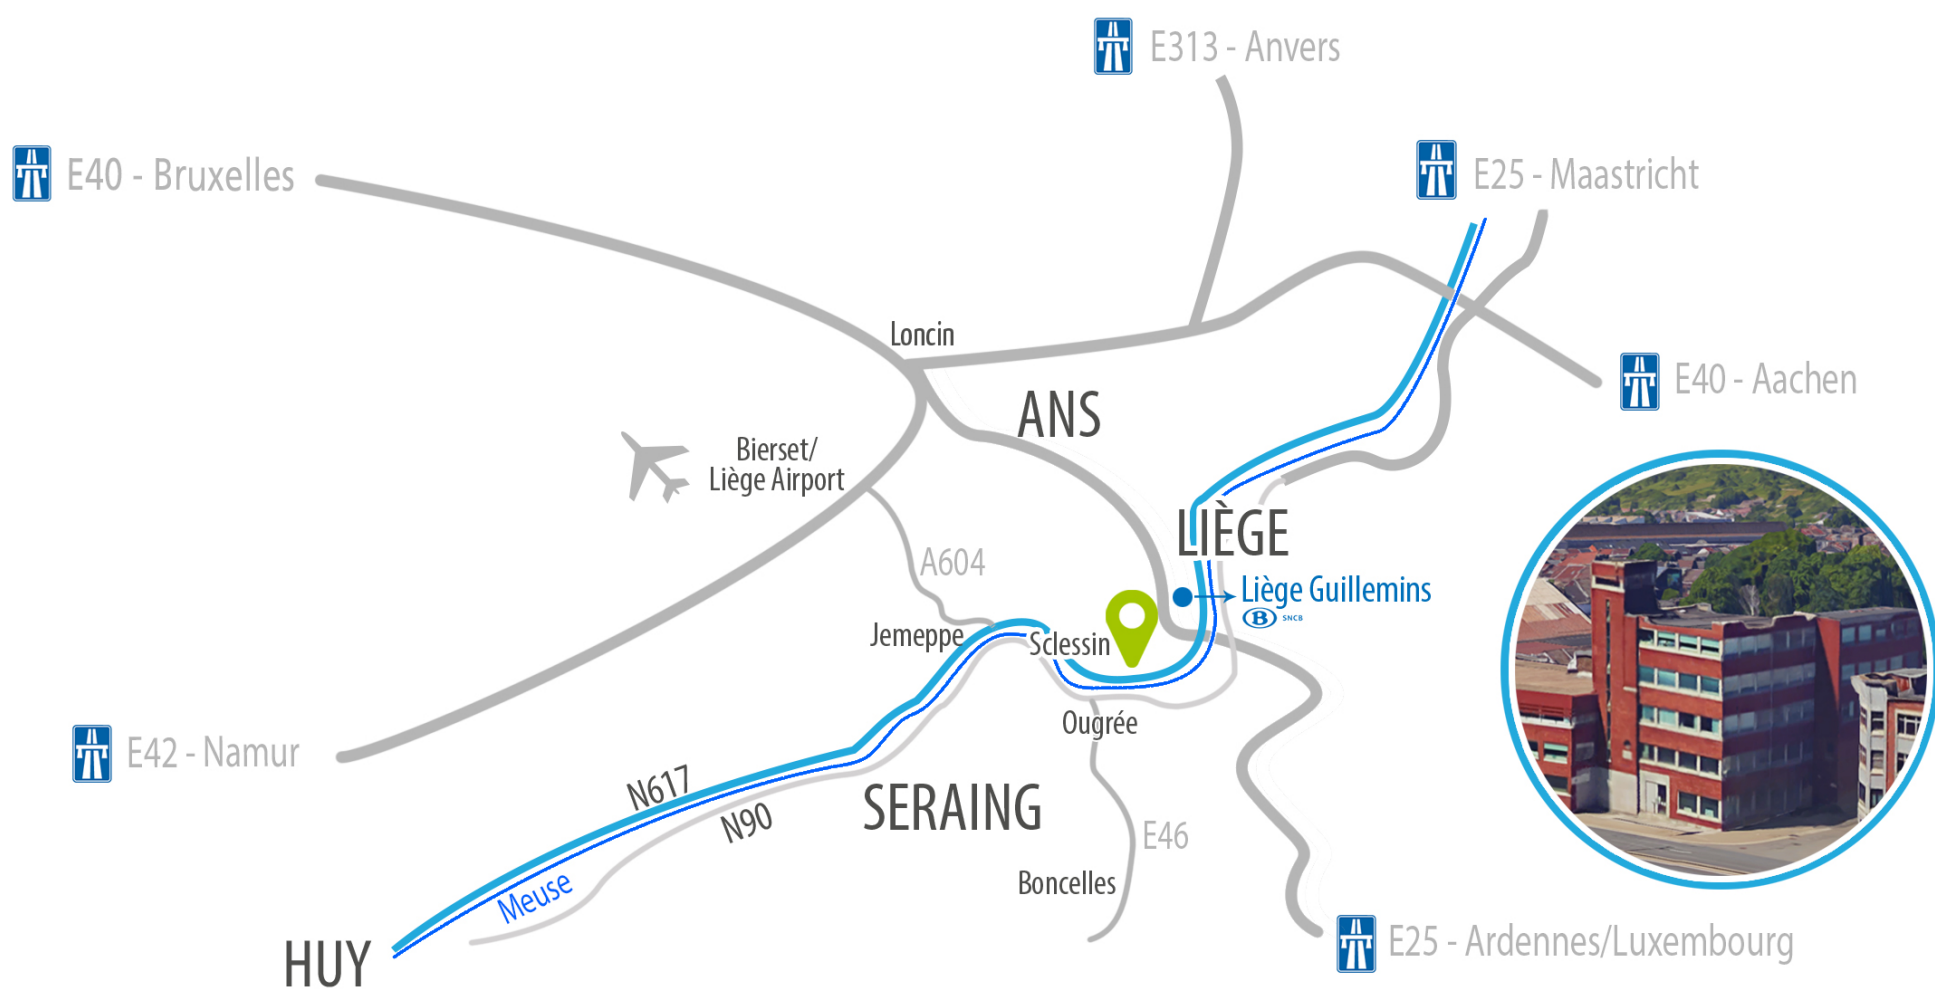 E313 - Anvers
E40 - Bruxelles
E25 - Maastricht
Loncin
E40 - Aachen
ANS
Bierset/
Liège Airport
LIÈGE
A604
Liège Guillemins
B SNCB
Jemeppe
Sclessin
Ougrée
E42 - Namur
N617
SERAING
N90
E46
Boncelles
Meuse
E25 - Ardennes/Luxembourg
HUY